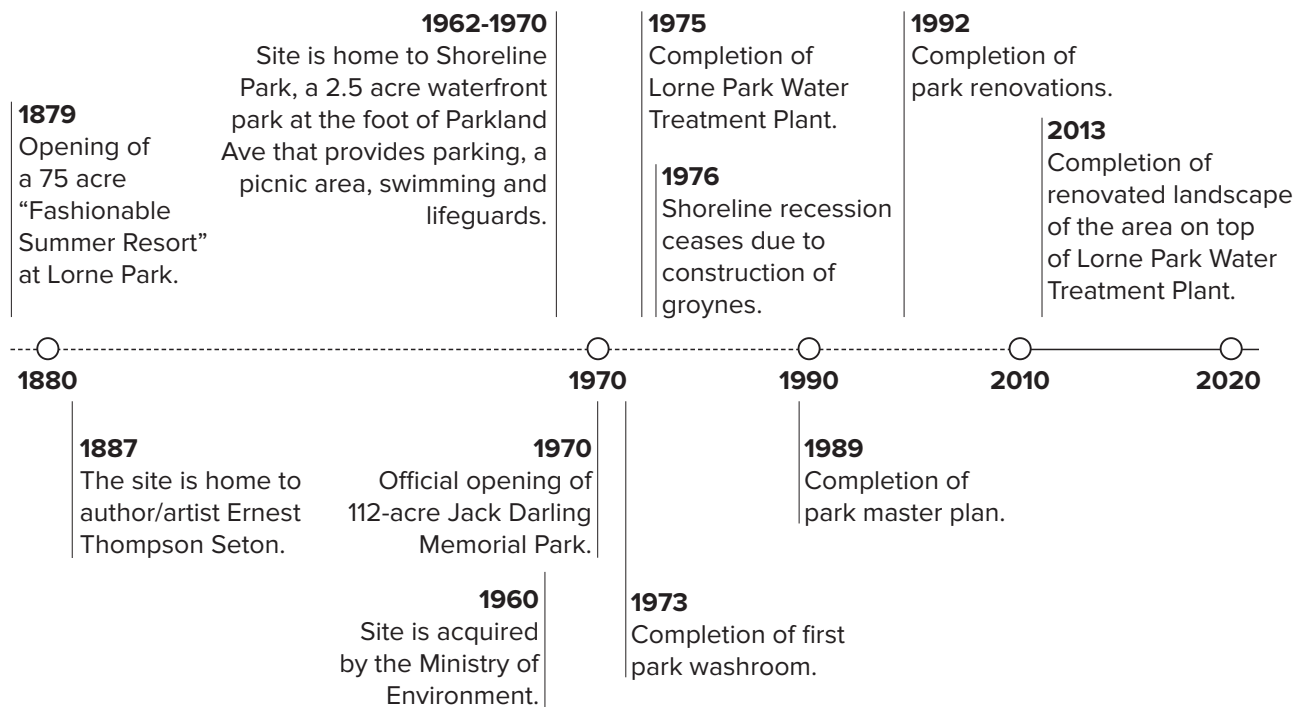 1879
Opening of
a 75 acre
“Fashionable
Summer Resort”
at Lorne Park.
1962-1970
Site is home to Shoreline
Park, a 2.5 acre waterfront
park at the foot of Parkland
Ave that provides parking, a
picnic area, swimming and
lifeguards.
1975
Completion of
Lorne Park Water
Treatment Plant.
1976
Shoreline recession
ceases due to
construction of
groynes.
1992
Completion of
park renovations.
2013
Completion of
renovated landscape
of the area on top
of Lorne Park Water
Treatment Plant.
1880
1970
1990
2010
2020
1887
The site is home to
author/artist Ernest
Thompson Seton.
1970
Official opening of
112-acre Jack Darling
Memorial Park.
1960
Site is acquired
by the Ministry of
Environment.
1973
Completion of first
park washroom.
1989
Completion of
park master plan.